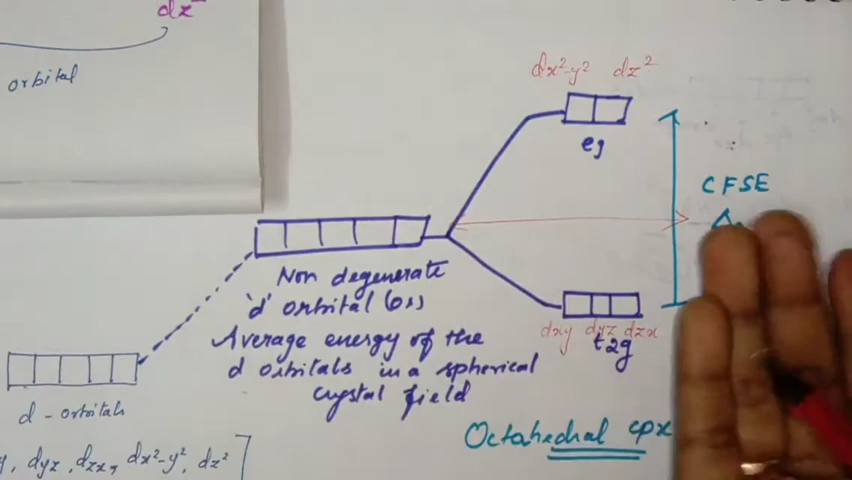 dz²
orbital
dx²-y² dz²
eg
CFSE
Non degenerate
'd' orbital (os)
Average energy of the
d orbitals in a spherical
crystal field
dxy dyz dzx
t2g
d - orbitals
Octahedral cpx
dyz, dzx, dx²-y², dz²]